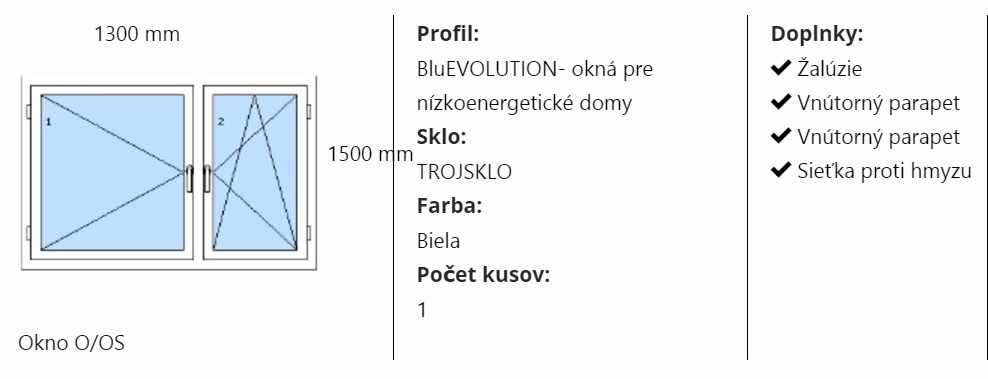 1300 mm
1
2
1500 mm
Okno O/OS
Profil:
BluEVOLUTION- okná pre
nízkoenergetické domy
Sklo:
TROJSKLO
Farba:
Biela
Počet kusov:
1
Doplnky:
Žalúzie
Vnútorný parapet
Vnútorný parapet
Sieťka proti hmyzu